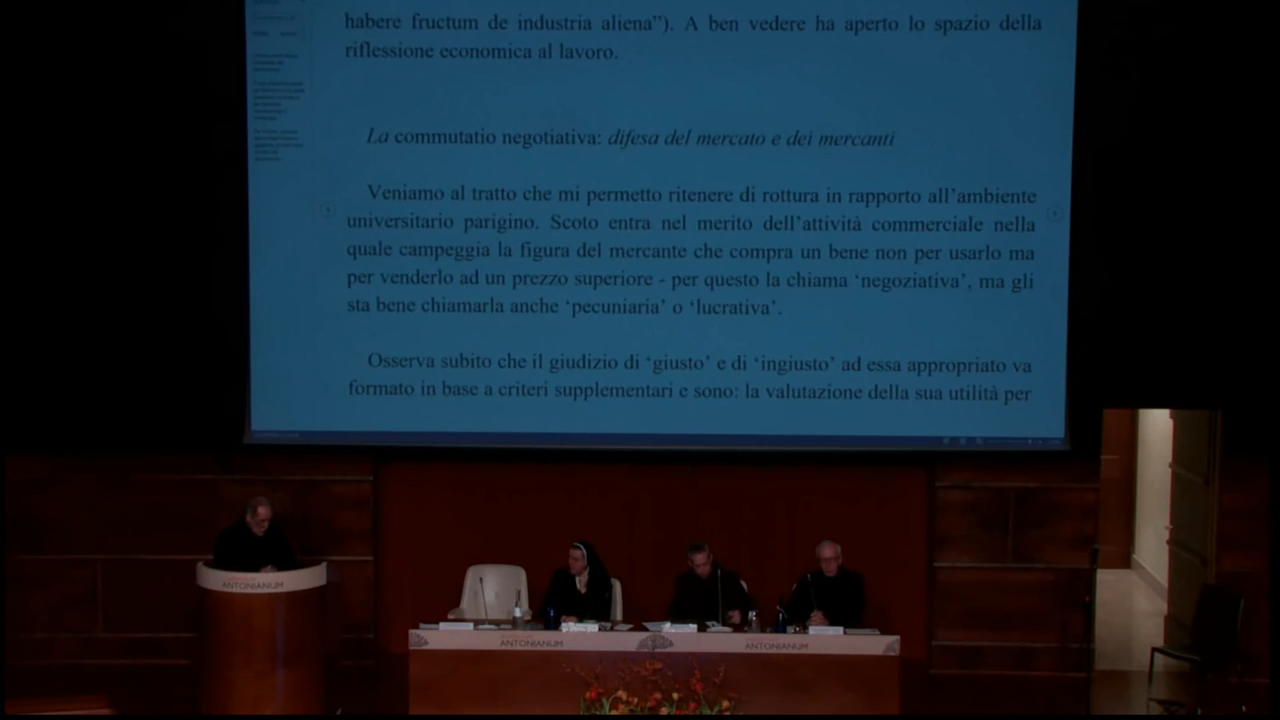 habere fructum de industria aliena”). A ben vedere ha aperto lo spazio della
riflessione economica al lavoro.
La commutatio negotiativa: difesa del mercato e dei mercanti
Veniamo al tratto che mi permetto ritenere di rottura in rapporto all’ambiente
universitario parigino. Scoto entra nel merito dell’attività commerciale nella
quale campeggia la figura del mercante che compra un bene non per usarlo ma
per venderlo ad un prezzo superiore - per questo la chiama ‘negoziativa’, ma gli
sta bene chiamarla anche ‘pecuniaria’ o ‘lucrativa’.
Osserva subito che il giudizio di ‘giusto’ e di ‘ingiusto’ ad essa appropriato va
formato in base a criteri supplementari e sono: la valutazione della sua utilità per
ANTONIANUM
ANTONIANUM
ANTONIANUM